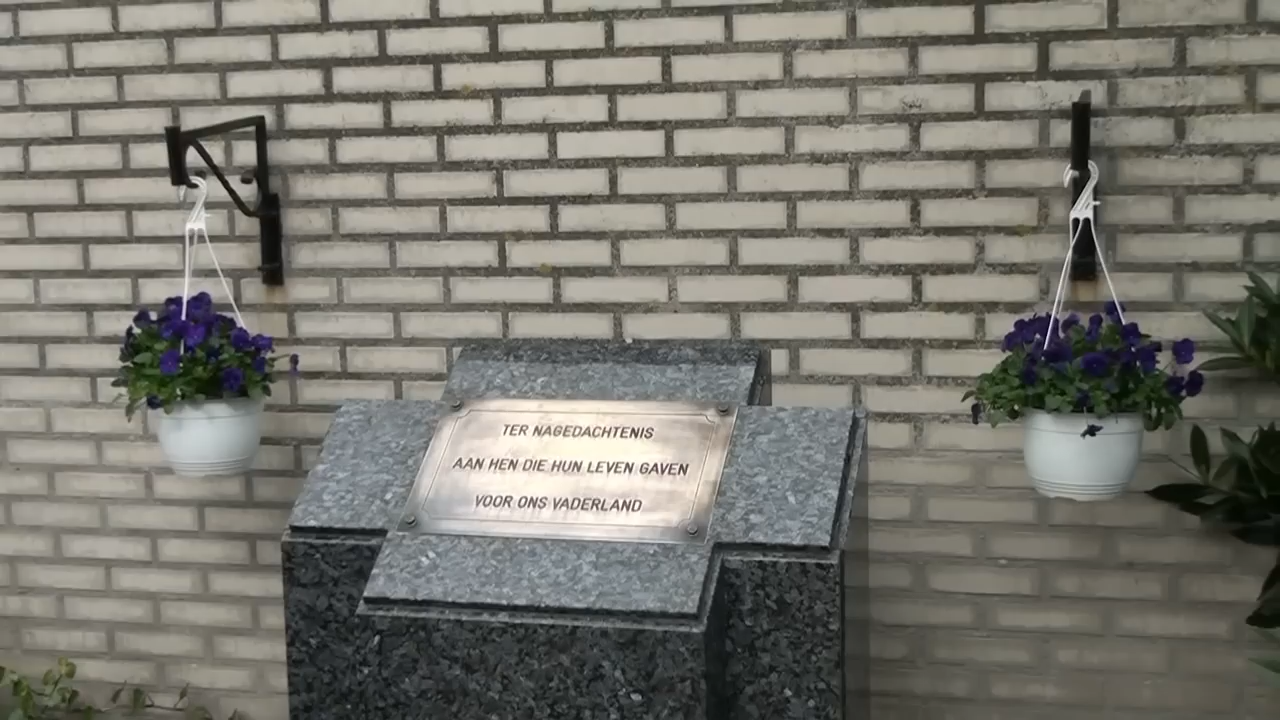 TER NAGEDACHTENIS
AAN HEN DIE HUN LEVEN GAVEN
VOOR ONS VADERLAND